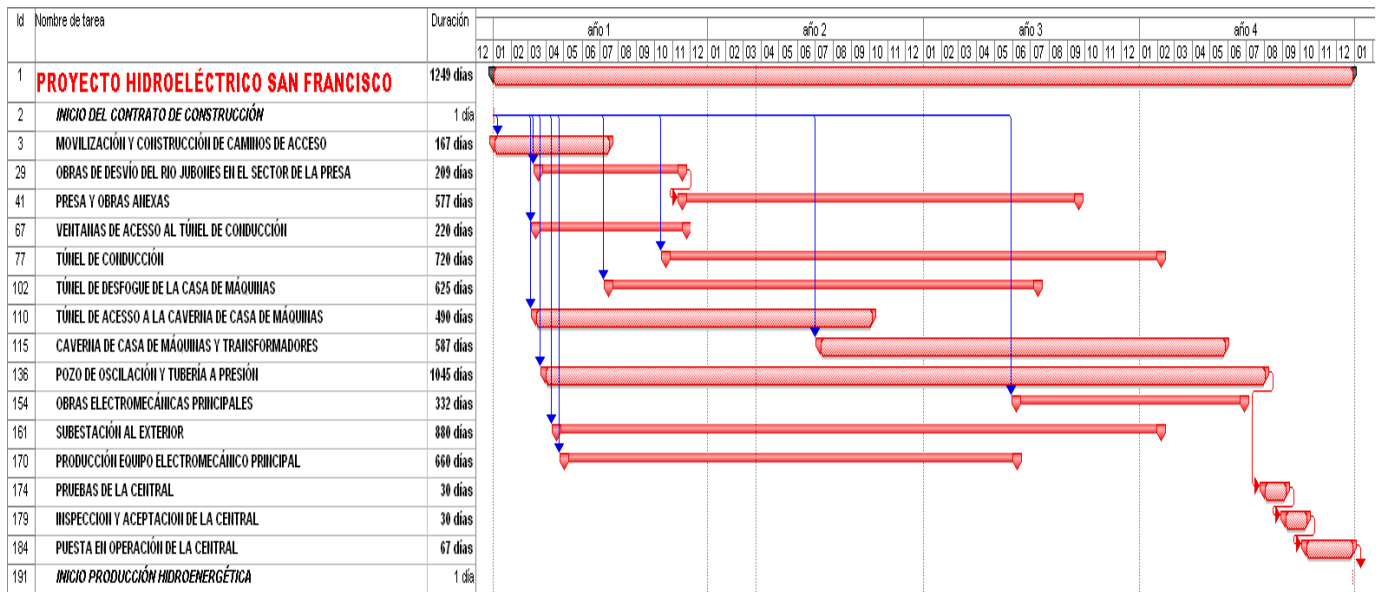 Id Nombre de tarea Duración
año 1 año 2 año 3 año 4
12 01 02 03 04 05 06 07 08 09 10 11 12 01 02 03 04 05 06 07 08 09 10 11 12 01 02 03 04 05 06 07 08 09 10 11 12 01 02 03 04 05 06 07 08 09 10 11 12 01
1 PROYECTO HIDROELÉCTRICO SAN FRANCISCO 1249 días
2 INICIO DEL CONTRATO DE CONSTRUCCIÓN 1 día
3 MOVILIZACIÓN Y CONSTRUCCIÓN DE CAMINOS DE ACCESO 167 días
29 OBRAS DE DESVÍO DEL RIO JUBONES EN EL SECTOR DE LA PRESA 209 días
41 PRESA Y OBRAS ANEXAS 577 días
67 VENTANAS DE ACESSO AL TÚNEL DE CONDUCCIÓN 220 días
77 TÚNEL DE CONDUCCIÓN 720 días
102 TÚNEL DE DESFOGUE DE LA CASA DE MÁQUINAS 625 días
110 TÚNEL DE ACESSO A LA CAVERNA DE CASA DE MÁQUINAS 490 días
115 CAVERNA DE CASA DE MÁQUINAS Y TRANSFORMADORES 587 días
136 POZO DE OSCILACIÓN Y TUBERÍA A PRESIÓN 1045 días
154 OBRAS ELECTROMECÁNICAS PRINCIPALES 332 días
161 SUBESTACIÓN AL EXTERIOR 880 días
170 PRODUCCIÓN EQUIPO ELECTROMECÁNICO PRINCIPAL 660 días
174 PRUEBAS DE LA CENTRAL 30 días
179 INSPECCION Y ACEPTACION DE LA CENTRAL 30 días
184 PUESTA EN OPERACIÓN DE LA CENTRAL 67 días
191 INICIO PRODUCCIÓN HIDROENERGÉTICA 1 día